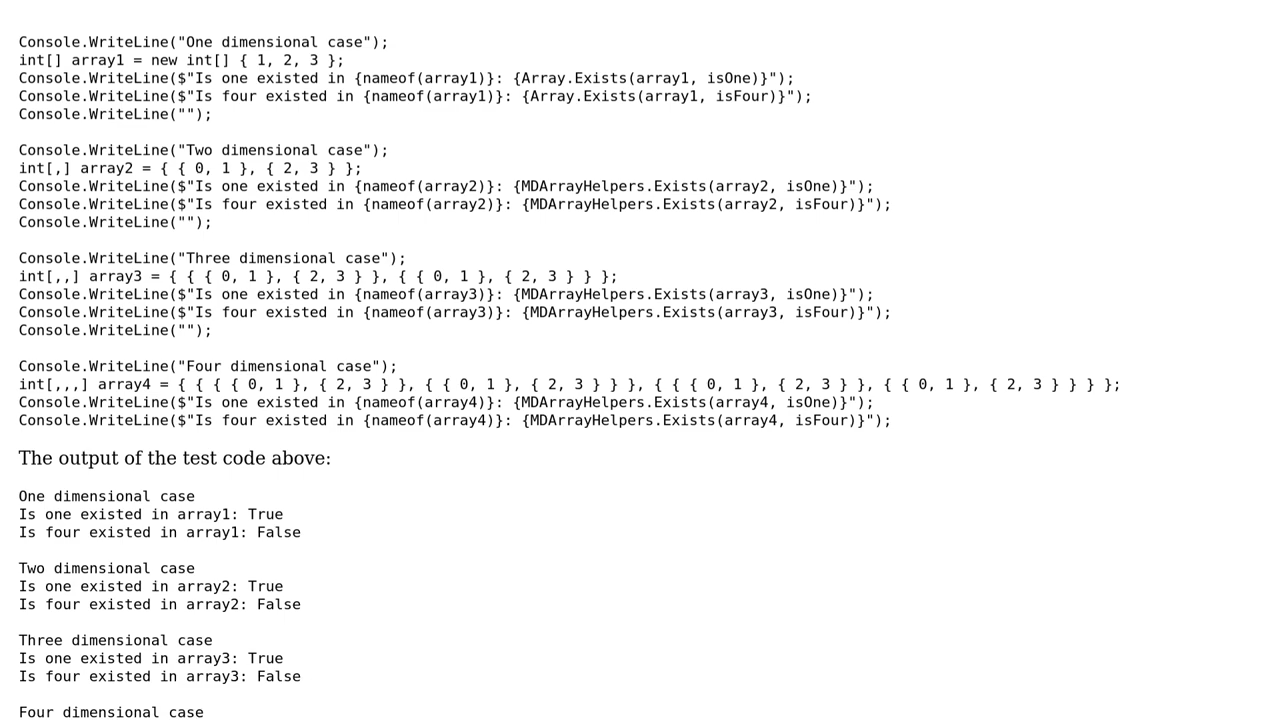 Console.WriteLine("One dimensional case");
int[] array1 = new int[] { 1, 2, 3 };
Console.WriteLine($"Is one existed in {nameof(array1)}: {Array.Exists(array1, isOne)}");
Console.WriteLine($"Is four existed in {nameof(array1)}: {Array.Exists(array1, isFour)}");
Console.WriteLine("");

Console.WriteLine("Two dimensional case");
int[,] array2 = { { 0, 1 }, { 2, 3 } };
Console.WriteLine($"Is one existed in {nameof(array2)}: {MDArrayHelpers.Exists(array2, isOne)}");
Console.WriteLine($"Is four existed in {nameof(array2)}: {MDArrayHelpers.Exists(array2, isFour)}");
Console.WriteLine("");

Console.WriteLine("Three dimensional case");
int[,,] array3 = { { { 0, 1 }, { 2, 3 } }, { { 0, 1 }, { 2, 3 } } };
Console.WriteLine($"Is one existed in {nameof(array3)}: {MDArrayHelpers.Exists(array3, isOne)}");
Console.WriteLine($"Is four existed in {nameof(array3)}: {MDArrayHelpers.Exists(array3, isFour)}");
Console.WriteLine("");

Console.WriteLine("Four dimensional case");
int[,,,] array4 = { { { { 0, 1 }, { 2, 3 } }, { { 0, 1 }, { 2, 3 } } }, { { { 0, 1 }, { 2, 3 } }, { { 0, 1 }, { 2, 3 } } } };
Console.WriteLine($"Is one existed in {nameof(array4)}: {MDArrayHelpers.Exists(array4, isOne)}");
Console.WriteLine($"Is four existed in {nameof(array4)}: {MDArrayHelpers.Exists(array4, isFour)}");

The output of the test code above:

One dimensional case
Is one existed in array1: True
Is four existed in array1: False

Two dimensional case
Is one existed in array2: True
Is four existed in array2: False

Three dimensional case
Is one existed in array3: True
Is four existed in array3: False

Four dimensional case